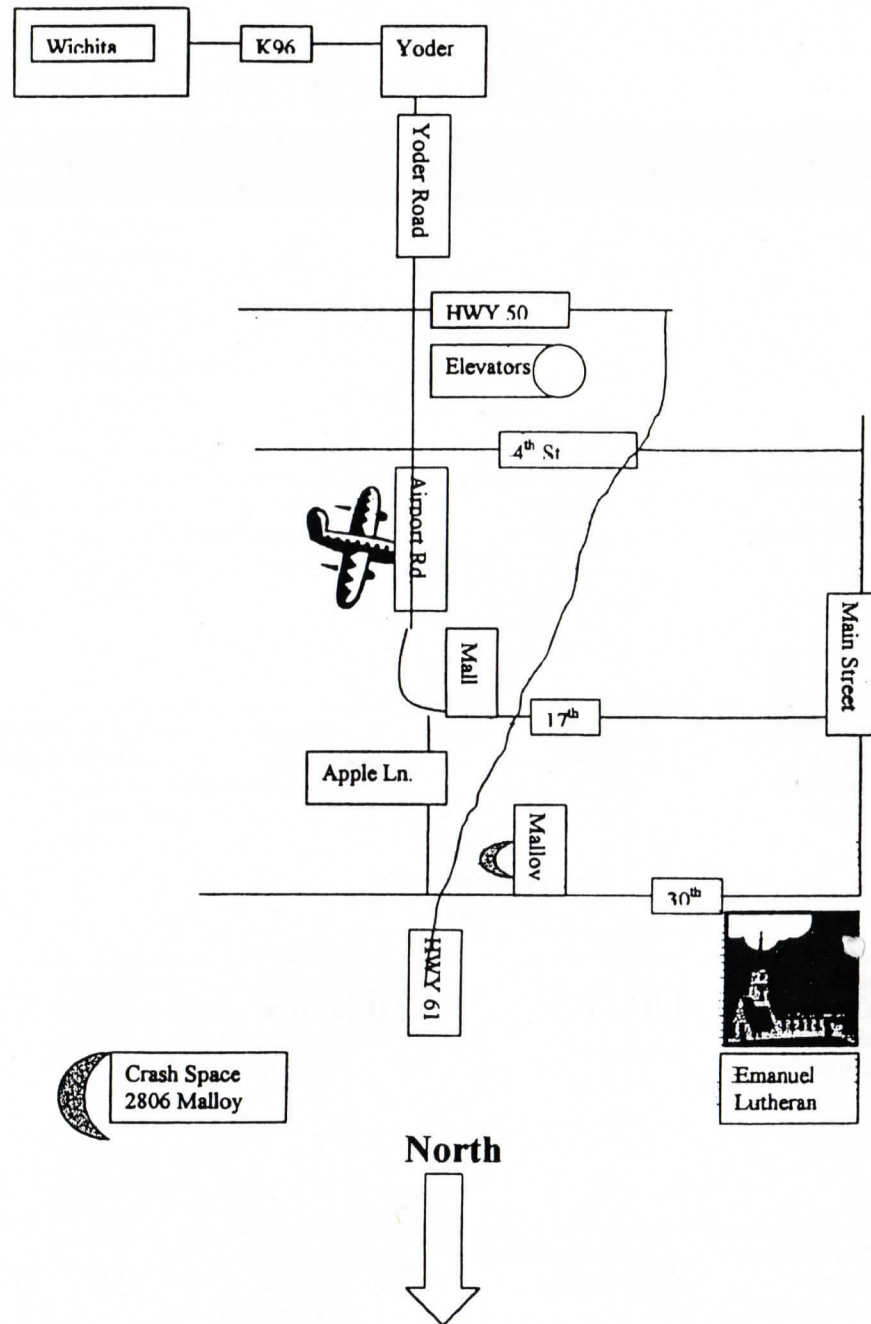 Wichita
K96
Yoder
Yoder Road
HWY 50
Elevators
4th St
Airport Rd
Mall
Main Street
17th
Apple Ln.
Malloy
30th
HWY 61
Crash Space
2806 Malloy
Emanuel
Lutheran
North